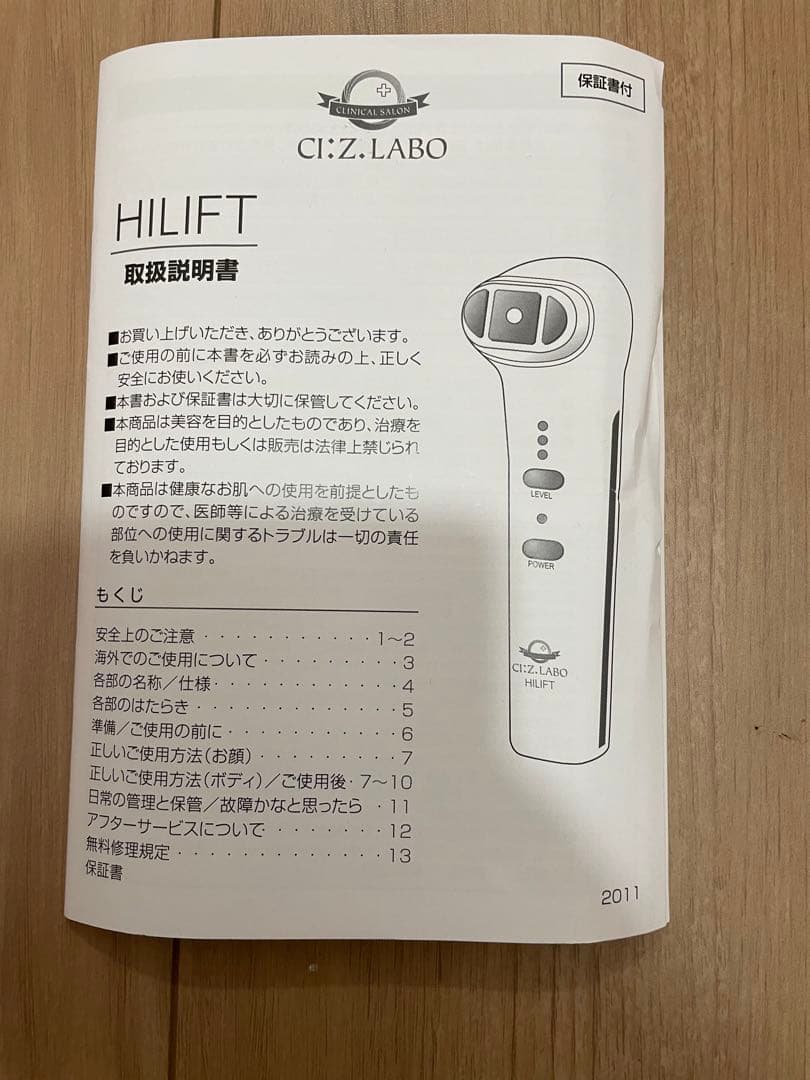 保証書付
CLINICAL SALON
CI:Z.LABO
HILIFT
取扱説明書
■お買い上げいただき、ありがとうございます。
■ご使用の前に本書を必ずお読みの上、正しく
安全にお使いください。
■本書および保証書は大切に保管してください。
■本商品は美容を目的としたものであり、治療を
目的とした使用もしくは販売は法律上禁じられ
ております。
■本商品は健康なお肌への使用を前提としたも
のですので、医師等による治療を受けている
部位への使用に関するトラブルは一切の責任
を負いかねます。
もくじ
安全上のご注意 ・・・・・・・・・・・ 1〜2
海外でのご使用について ・・・・・・・・・ 3
各部の名称／仕様・・・・・・・・・・・・ 4
各部のはたらき ・・・・・・・・・・・・ 5
準備／ご使用の前に ・・・・・・・・・・ 6
正しいご使用方法（お顔） ・・・・・・・・ 7
正しいご使用方法（ボディ）／ご使用後・7〜10
日常の管理と保管／故障かなと思ったら ・11
アフターサービスについて ・・・・・・・ 12
無料修理規定 ・・・・・・・・・・・・・ 13
保証書
LEVEL
POWER
CI:Z.LABO
HILIFT
2011